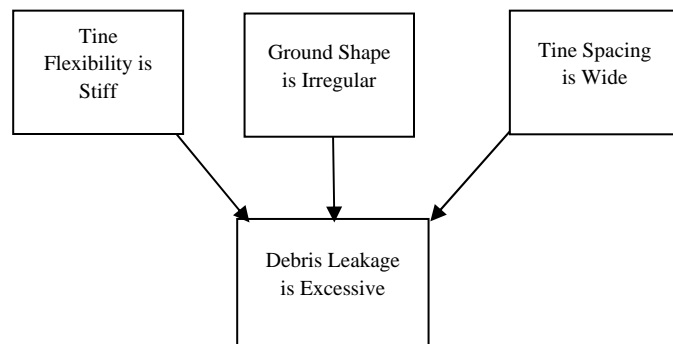 Tine
Flexibility is
Stiff
Ground Shape
is Irregular
Tine Spacing
is Wide
Debris Leakage
is Excessive